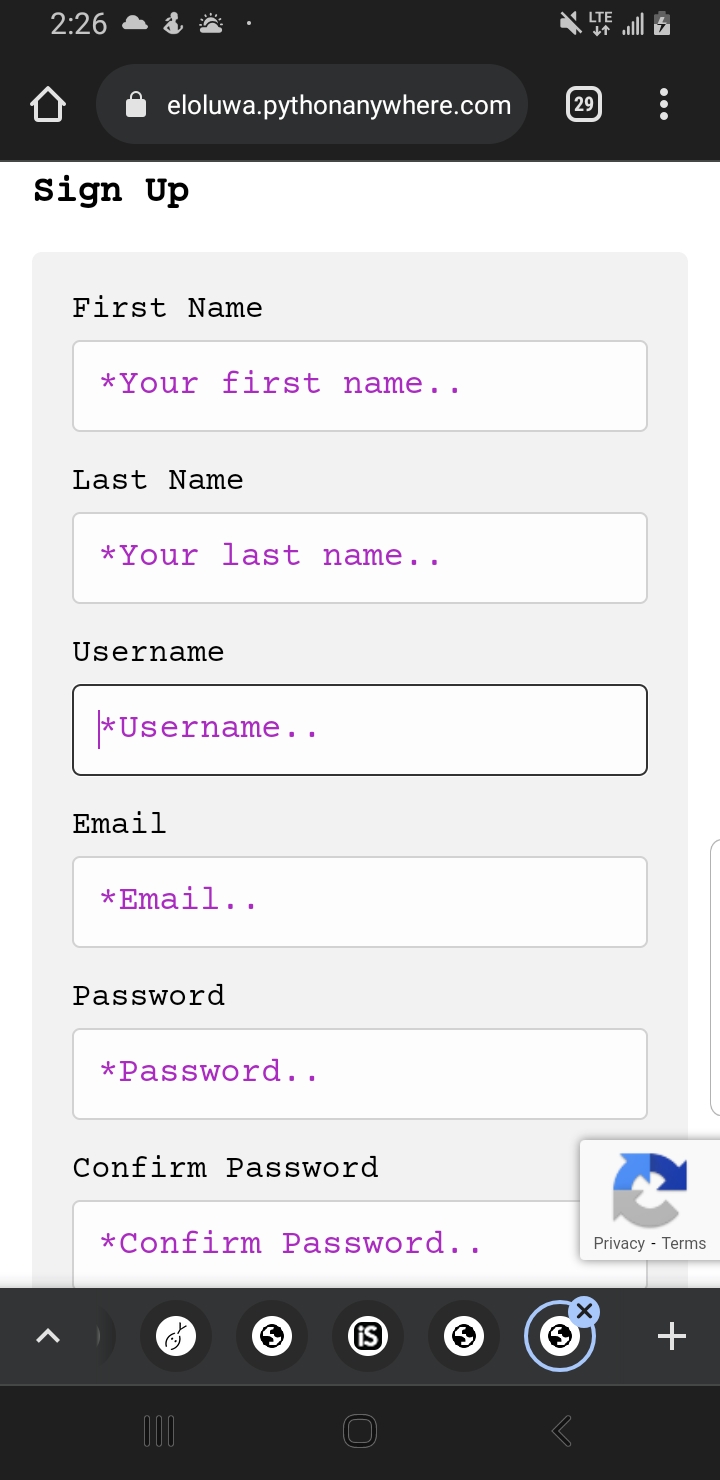 2:26
LTE
eloluwa.pythonanywhere.com
29
Sign Up
First Name
*Your first name..
Last Name
*Your last name..
Username
*Username..
Email
*Email..
Password
*Password..
Confirm Password
*Confirm Password..
Privacy - Terms
iS